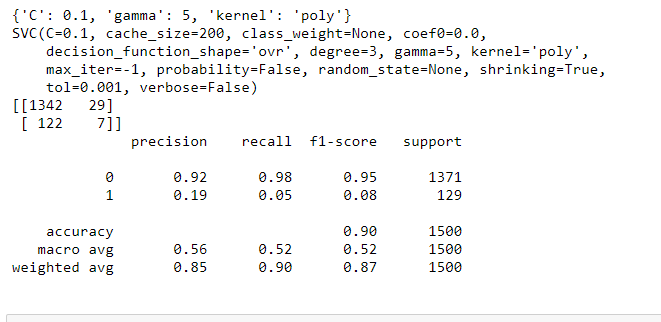 {'C': 0.1, 'gamma': 5, 'kernel': 'poly'}
SVC(C=0.1, cache_size=200, class_weight=None, coef0=0.0,
    decision_function_shape='ovr', degree=3, gamma=5, kernel='poly',
    max_iter=-1, probability=False, random_state=None, shrinking=True,
    tol=0.001, verbose=False)
[[1342   29]
 [ 122    7]]
              precision    recall  f1-score   support

           0       0.92      0.98      0.95      1371
           1       0.19      0.05      0.08       129

    accuracy                           0.90      1500
   macro avg       0.56      0.52      0.52      1500
weighted avg       0.85      0.90      0.87      1500